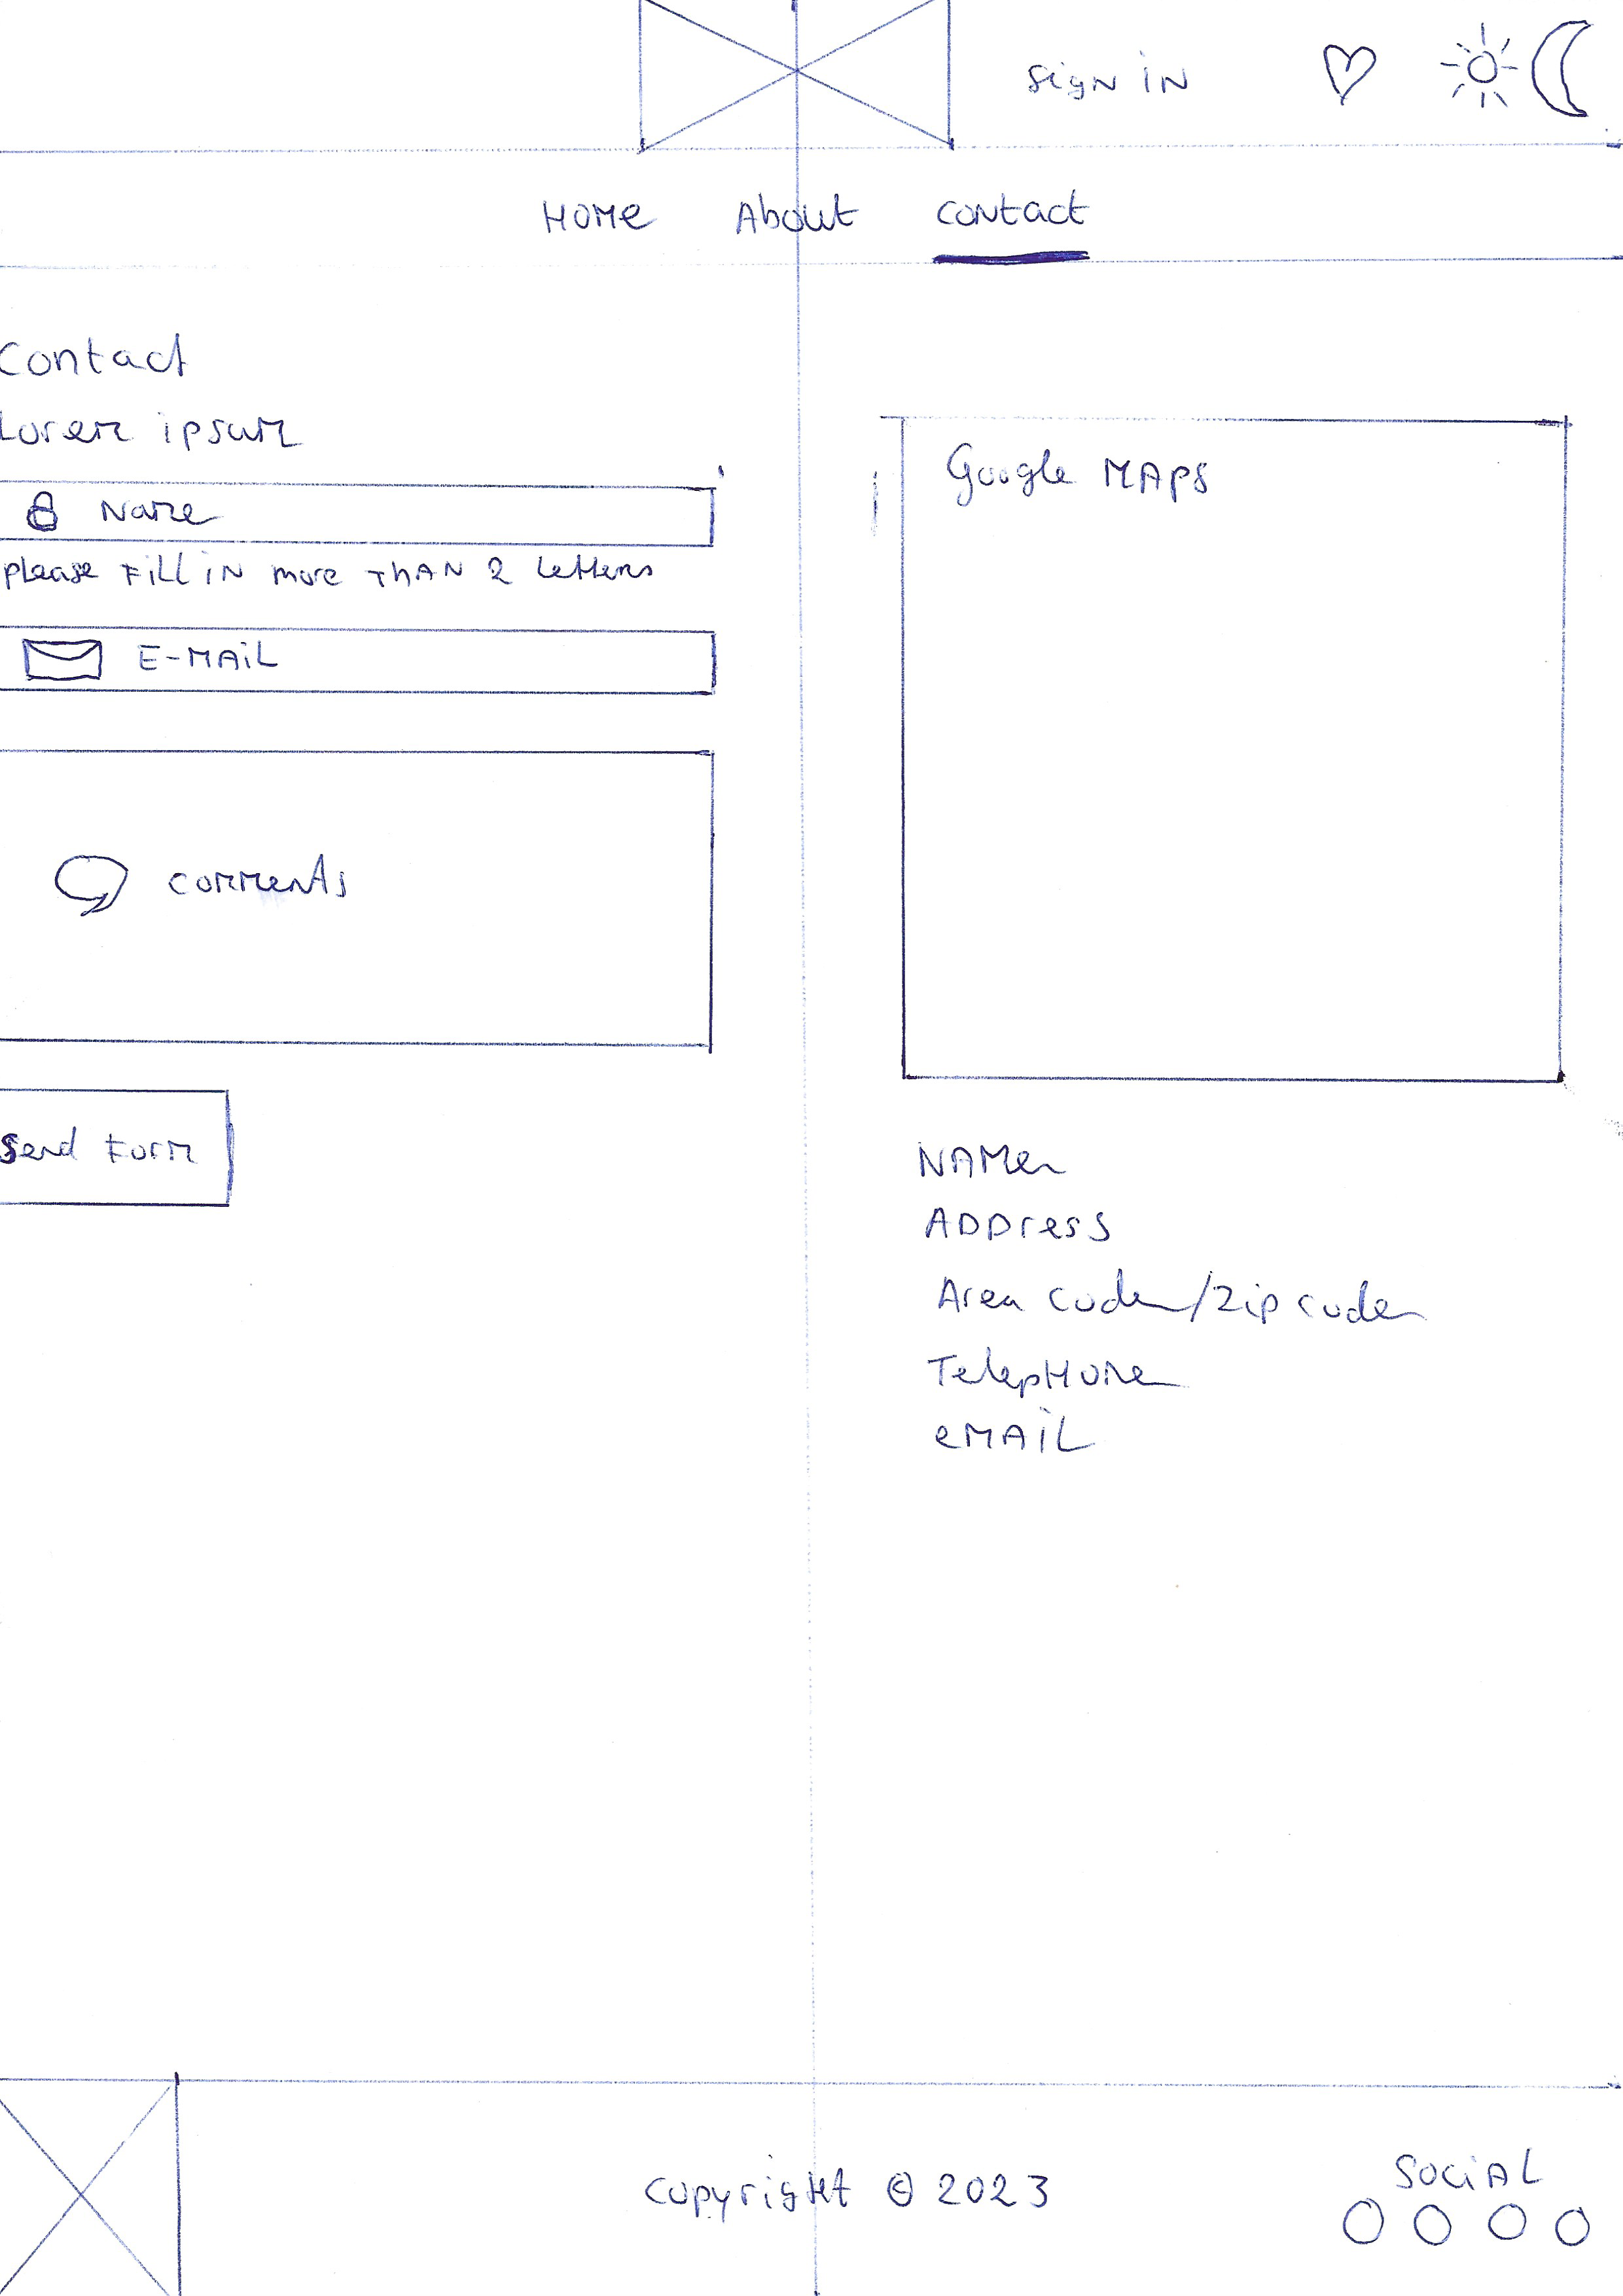 sign in
Home About Contact
Contact
Lorem ipsum
Name
please fill in more than 2 letters
E-mail
comments
Send Form
Google Maps
Name
Address
Area code/zip code
Telephone
email
Copyright © 2023
Social